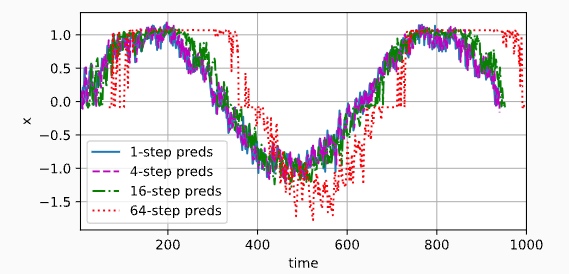 1.0
0.5
0.0
−0.5
−1.0
−1.5
x
1-step preds
4-step preds
16-step preds
64-step preds
200
400
600
800
1000
time